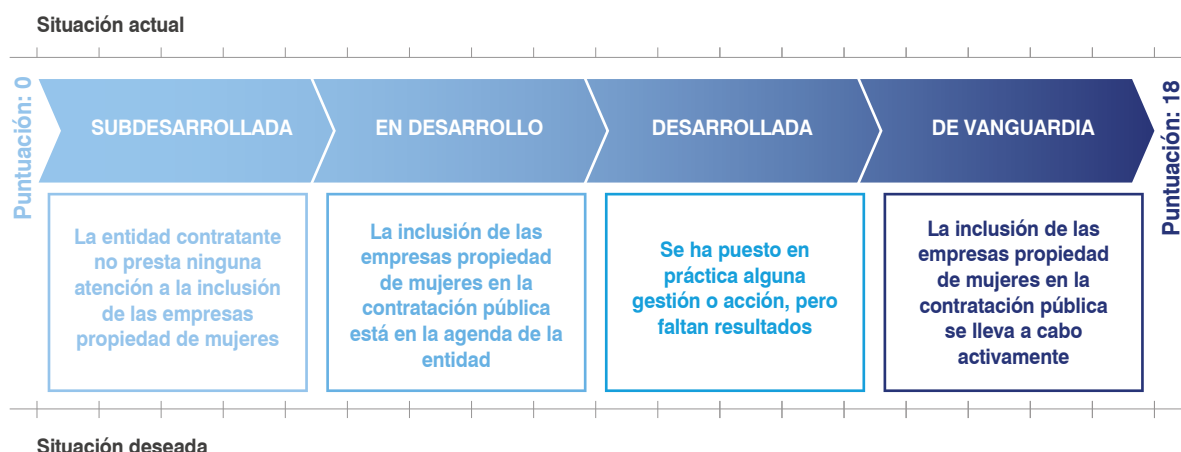 Situación actual
Puntuación: 0
SUBDESARROLLADA
EN DESARROLLO
DESARROLLADA
DE VANGUARDIA
Puntuación: 18
La entidad contratante
no presta ninguna
atención a la inclusión
de las empresas
propiedad de mujeres
La inclusión de las
empresas propiedad
de mujeres en la
contratación pública
está en la agenda de la
entidad
Se ha puesto en
práctica alguna
gestión o acción, pero
faltan resultados
La inclusión de las
empresas propiedad
de mujeres en la
contratación pública
se lleva a cabo
activamente
Situación deseada